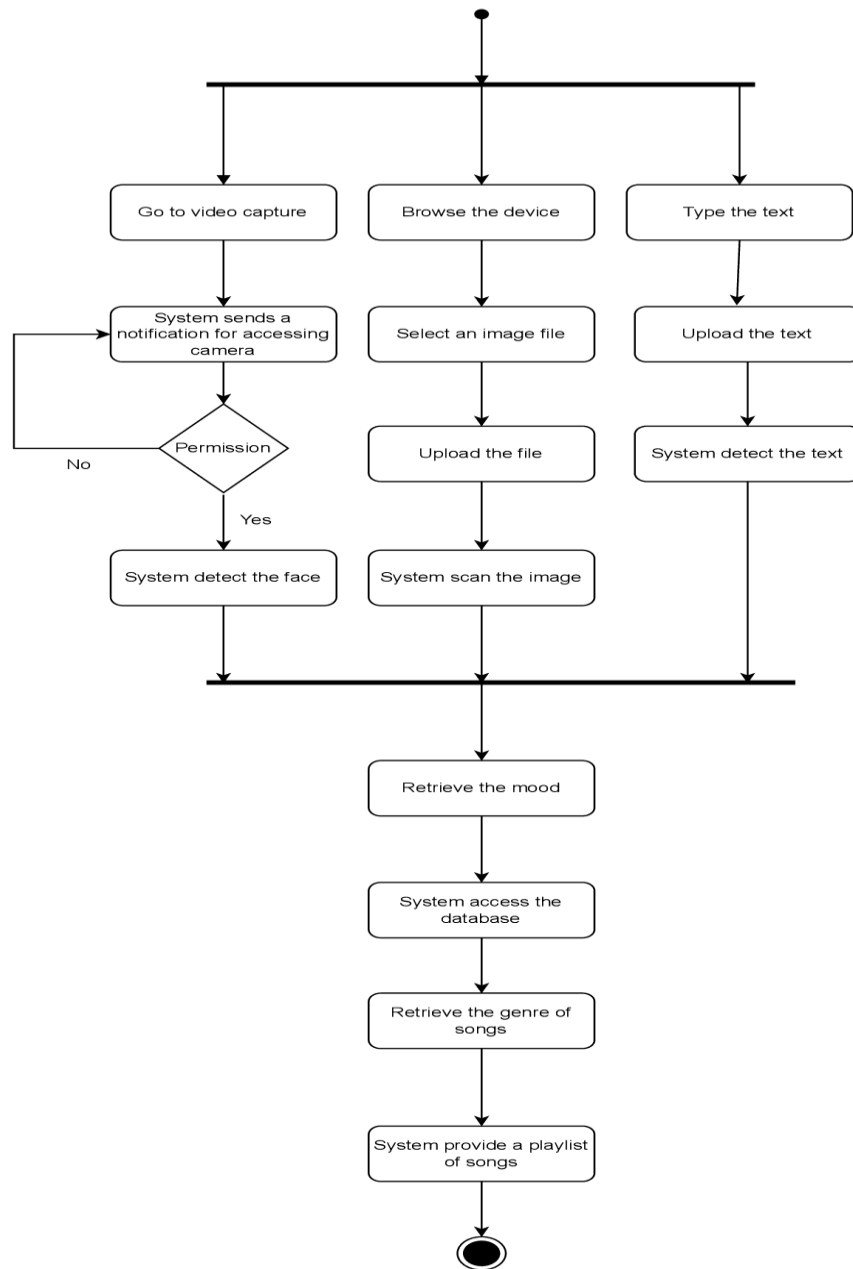 Go to video capture
Browse the device
Type the text
System sends a
notification for accessing
camera
Select an image file
Upload the text
Permission
No
Yes
Upload the file
System detect the text
System detect the face
System scan the image
Retrieve the mood
System access the
database
Retrieve the genre of
songs
System provide a playlist
of songs